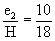 e₂/H = 10/18